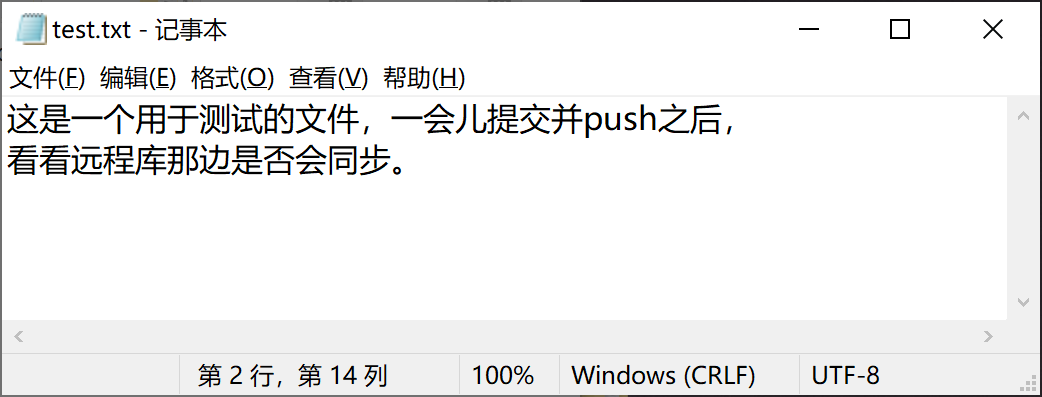 test.txt - 记事本
文件(F) 编辑(E) 格式(O) 查看(V) 帮助(H)
这是一个用于测试的文件，一会儿提交并push之后，
看看远程库那边是否会同步。
第 2 行，第 14 列 100% Windows (CRLF) UTF-8